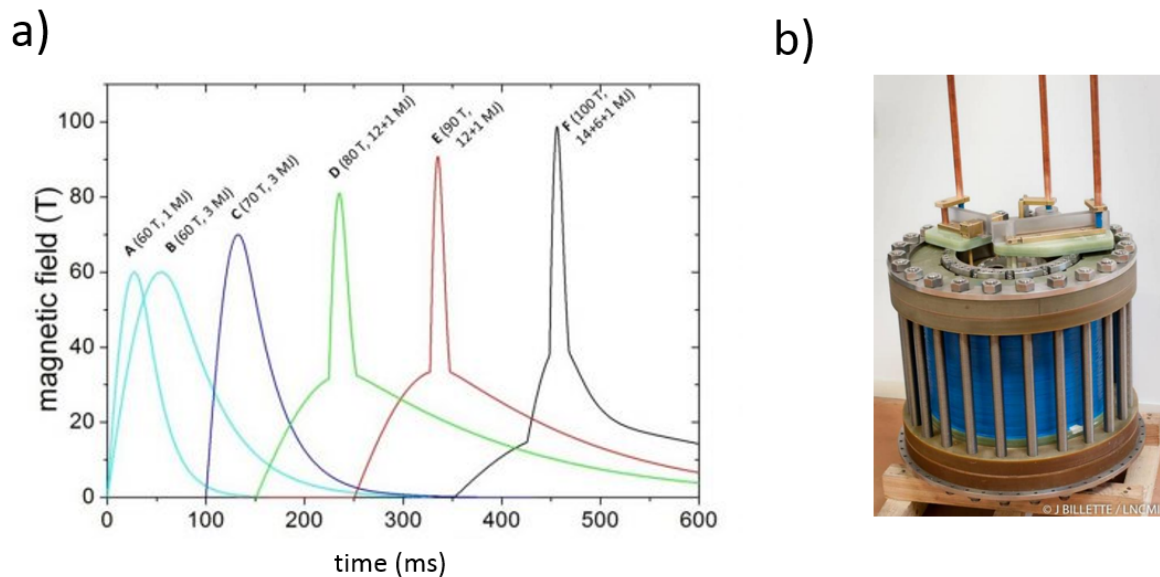 a)
b)
magnetic field (T)
100
80
60
40
20
0
A (60 T, 1 MJ)
B (60 T, 3 MJ)
C (70 T, 3 MJ)
D (80 T, 12+1 MJ)
E (90 T,
12+1 MJ)
F (100 T,
14+6+1 MJ)
0 100 200 300 400 500 600
time (ms)
© J BILLETTE / LNCMI